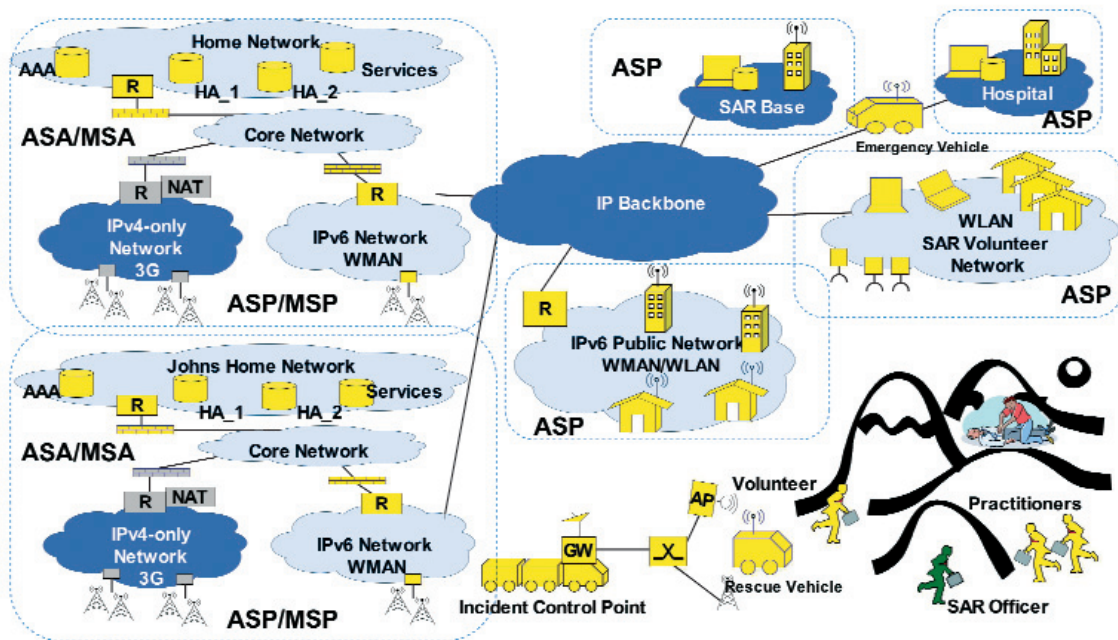 Home Network
AAA
Services
R
HA_1
HA_2
ASA/MSA
Core Network
R
NAT
R
IPv4-only
Network
3G
IPv6 Network
WMAN
ASP/MSP
Johns Home Network
AAA
Services
R
HA_1
HA_2
ASA/MSA
Core Network
R
NAT
R
IPv4-only
Network
3G
IPv6 Network
WMAN
ASP/MSP
ASP
SAR Base
Hospital
ASP
Emergency Vehicle
IP Backbone
WLAN
SAR Volunteer
Network
ASP
R
IPv6 Public Network
WMAN/WLAN
ASP
Volunteer
AP
GW
X
Rescue Vehicle
Incident Control Point
Practitioners
SAR Officer